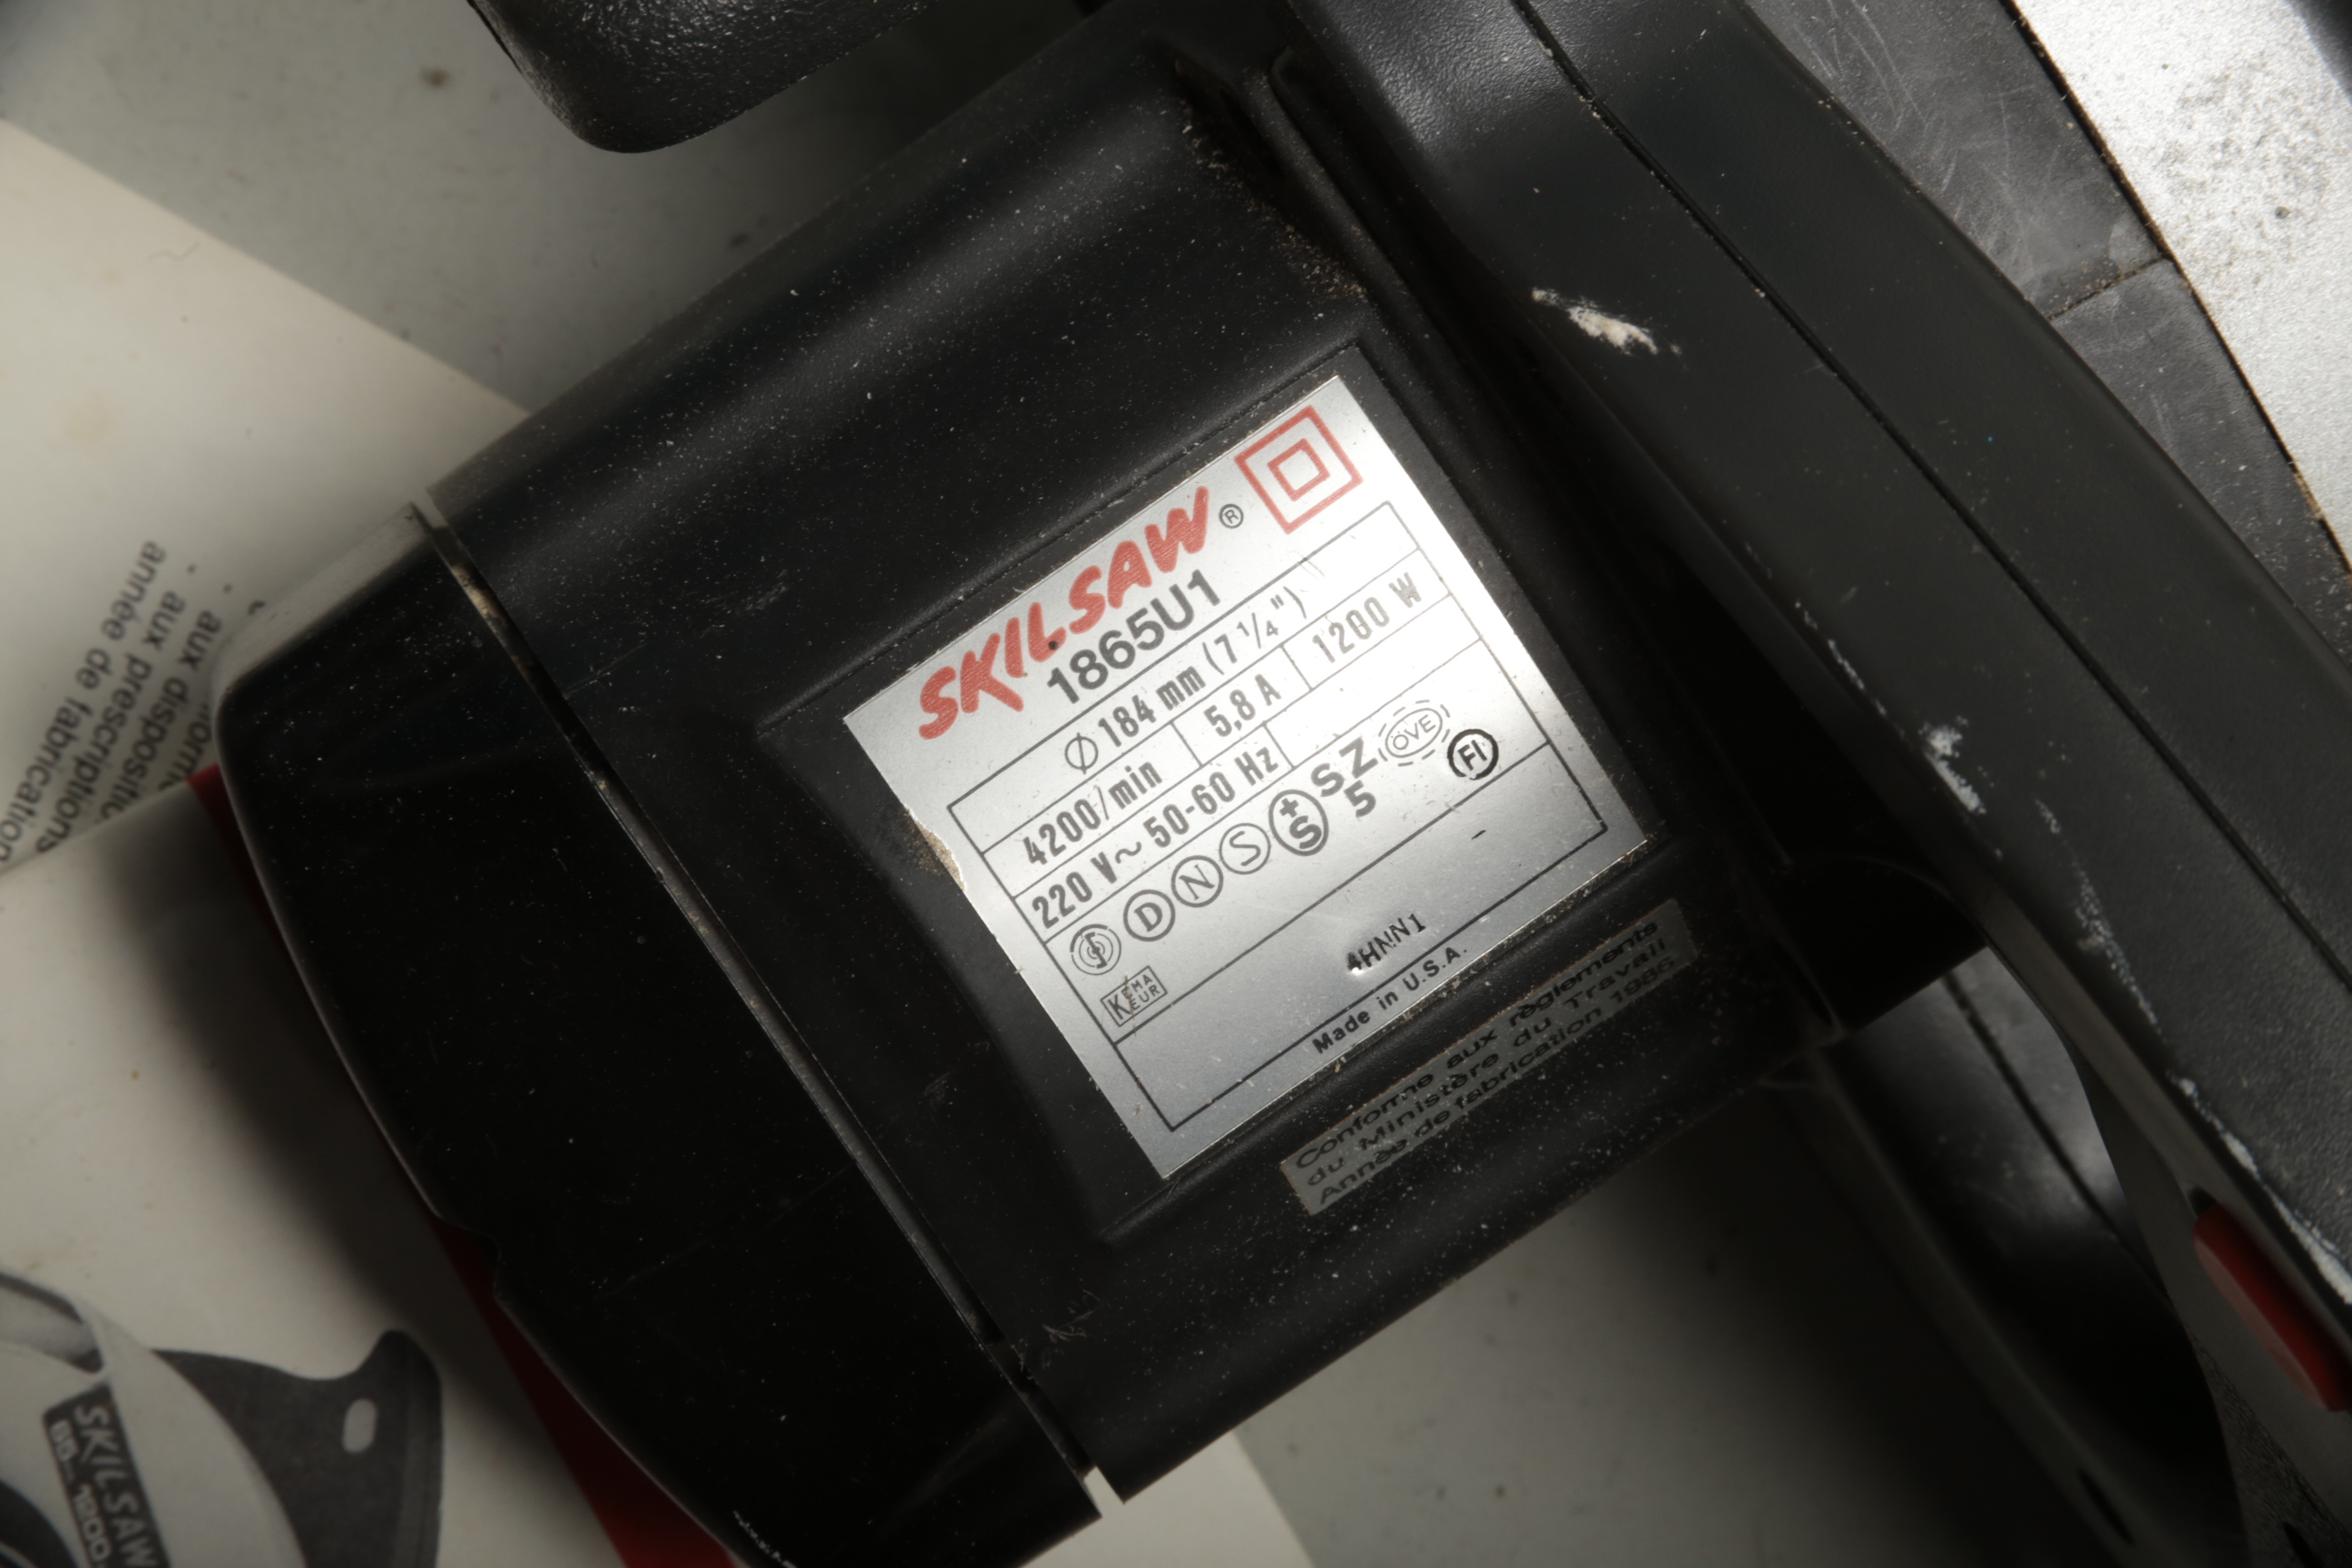 SKILSAW®
1865U1
∅ 184 mm (7 1/4")
4200/min 5,8 A 1200 W
220 V~ 50-60 Hz
D N S +S SZ 5 ÖVE FI
KEMA EUR
4HNN1
Made in U.S.A.
Conforme aux règlements
du Ministère du Travail
Année de fabrication 1986
aux dispositio
aux prescriptions
année de fabrication
SKILSAW